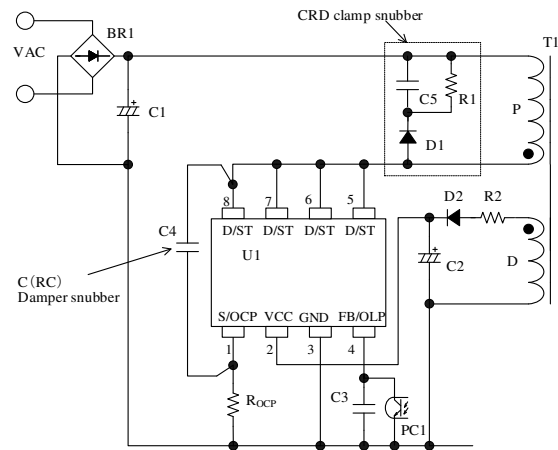 CRD clamp snubber
BR1
T1
VAC
C1
C5
R1
P
D1
8
7
6
5
D2
R2
C4
D/ST
D/ST
D/ST
D/ST
U1
C2
D
C(RC)
Damper snubber
S/OCP
VCC
GND
FB/OLP
1
2
3
4
ROCP
C3
PC1